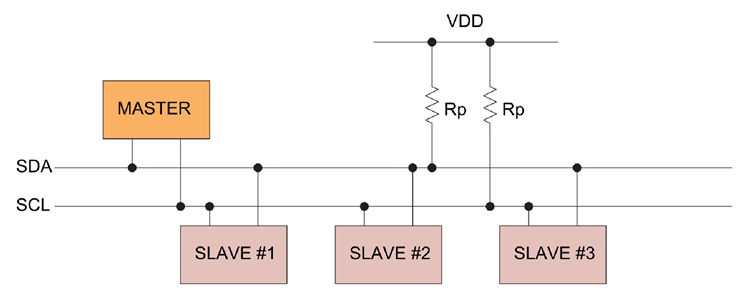 VDD
MASTER
Rp
Rp
SDA
SCL
SLAVE #1
SLAVE #2
SLAVE #3